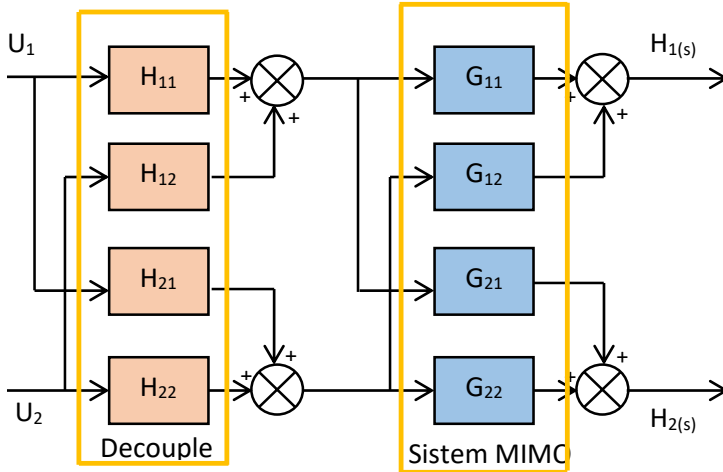 U1
H11
+
+
G11
+
+
H1(s)
H12
G12
H21
G21
+
+
H22
+
+
G22
U2
H2(s)
Decouple
Sistem MIMO